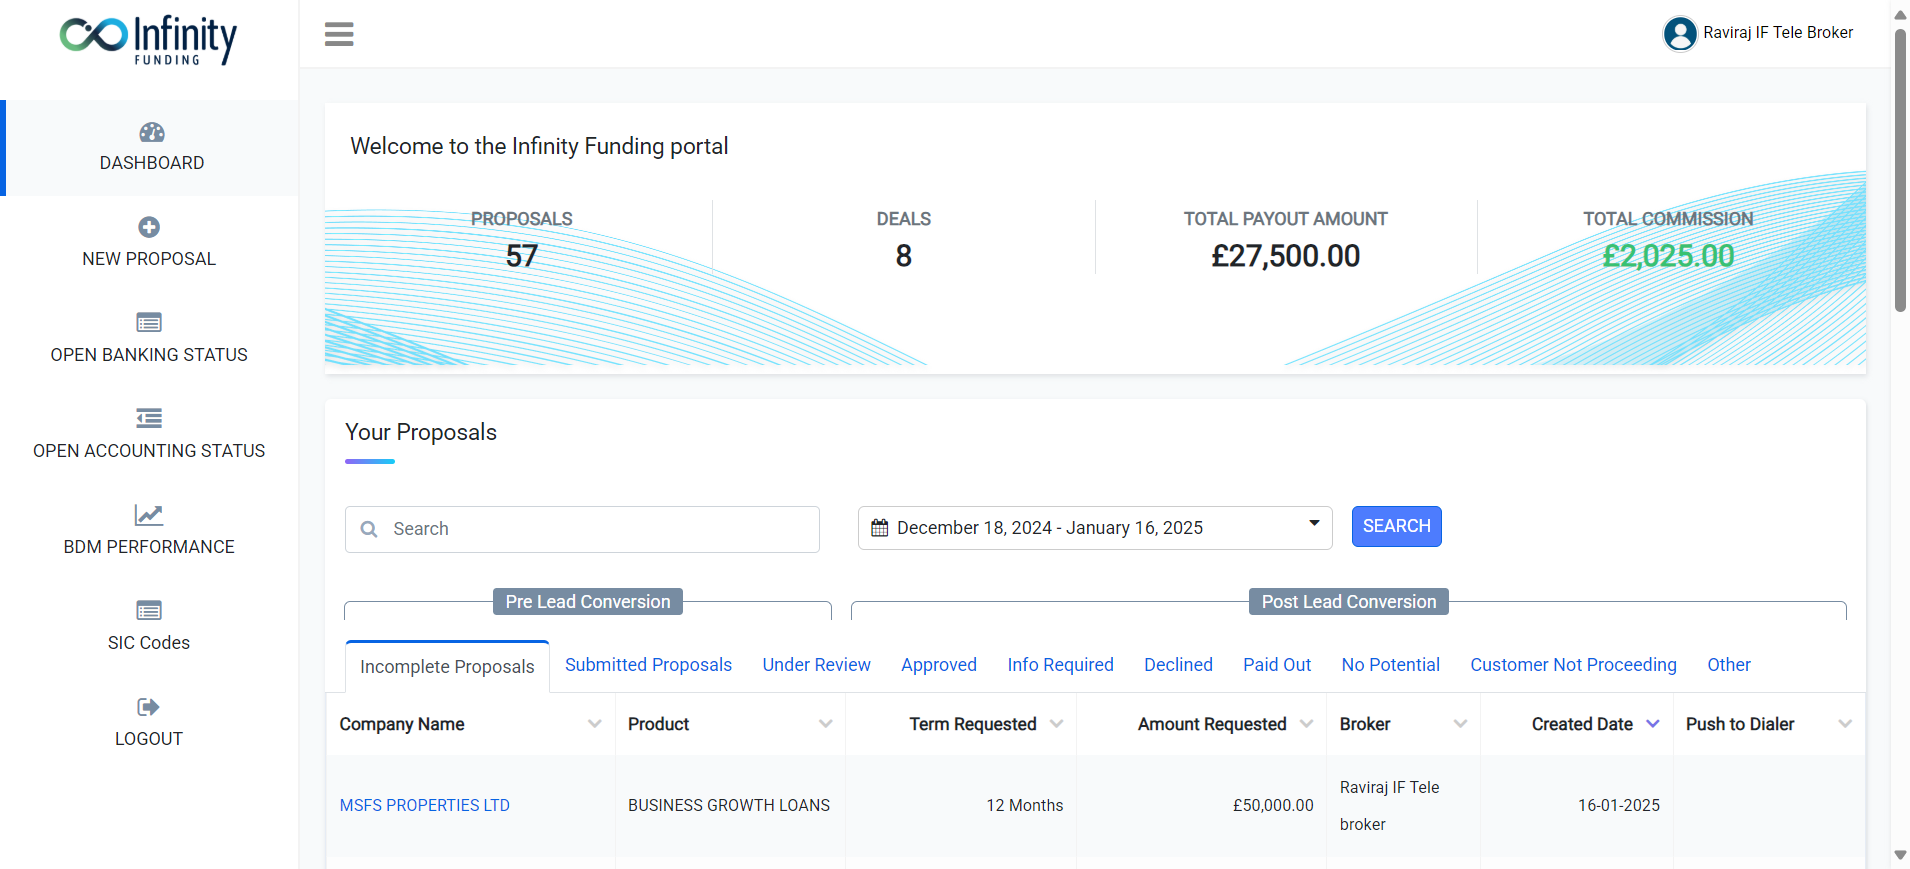 Infinity
FUNDING
Raviraj IF Tele Broker
DASHBOARD
NEW PROPOSAL
OPEN BANKING STATUS
OPEN ACCOUNTING STATUS
BDM PERFORMANCE
SIC Codes
LOGOUT
Welcome to the Infinity Funding portal
PROPOSALS DEALS TOTAL PAYOUT AMOUNT TOTAL COMMISSION
57 8 £27,500.00 £2,025.00
Your Proposals
Search December 18, 2024 - January 16, 2025 SEARCH
Pre Lead Conversion Post Lead Conversion
Incomplete Proposals Submitted Proposals Under Review Approved Info Required Declined Paid Out No Potential Customer Not Proceeding Other
Company Name Product Term Requested Amount Requested Broker Created Date Push to Dialer
MSFS PROPERTIES LTD BUSINESS GROWTH LOANS 12 Months £50,000.00 Raviraj IF Tele broker 16-01-2025